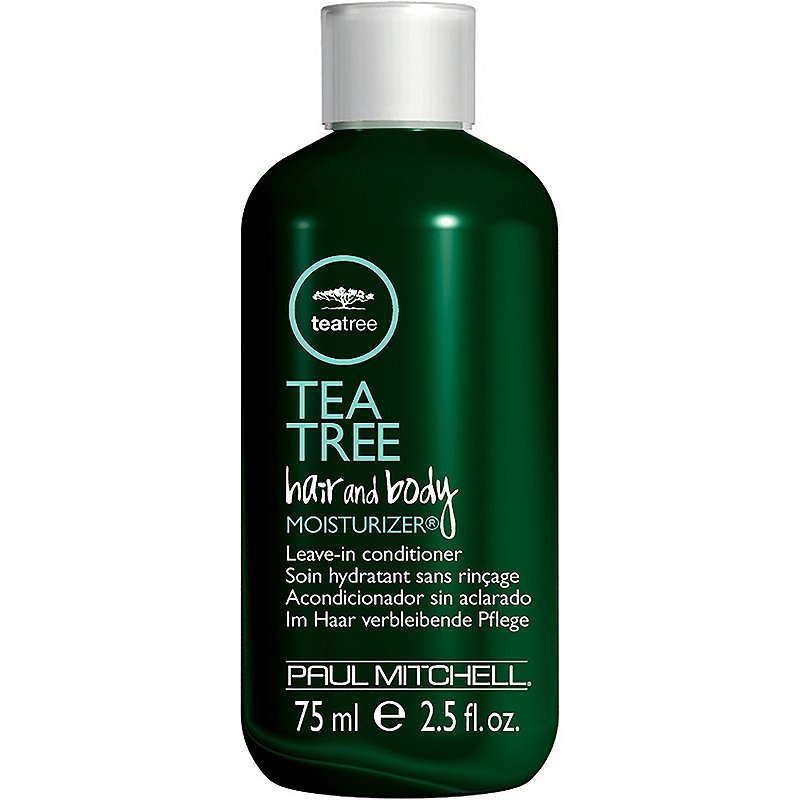 teatree
TEA
TREE
hair and body
MOISTURIZER®
Leave-in conditioner
Soin hydratant sans rinçage
Acondicionador sin aclarado
Im Haar verbleibende Pflege
PAUL MITCHELL.
75 ml ℮ 2.5 fl. oz.